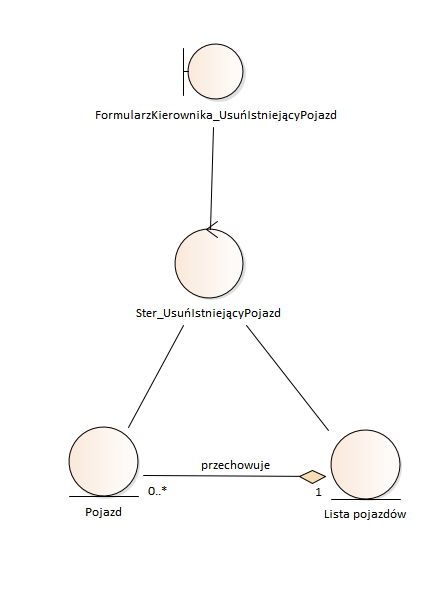 FormularzKierownika_UsuńIstniejącyPojazd
Ster_UsuńIstniejącyPojazd
przechowuje
0..*
1
Pojazd
Lista pojazdów